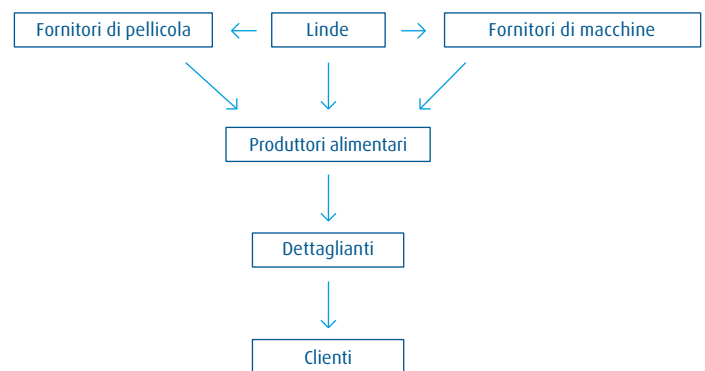 Fornitori di pellicola
Linde
Fornitori di macchine
Produttori alimentari
Dettaglianti
Clienti